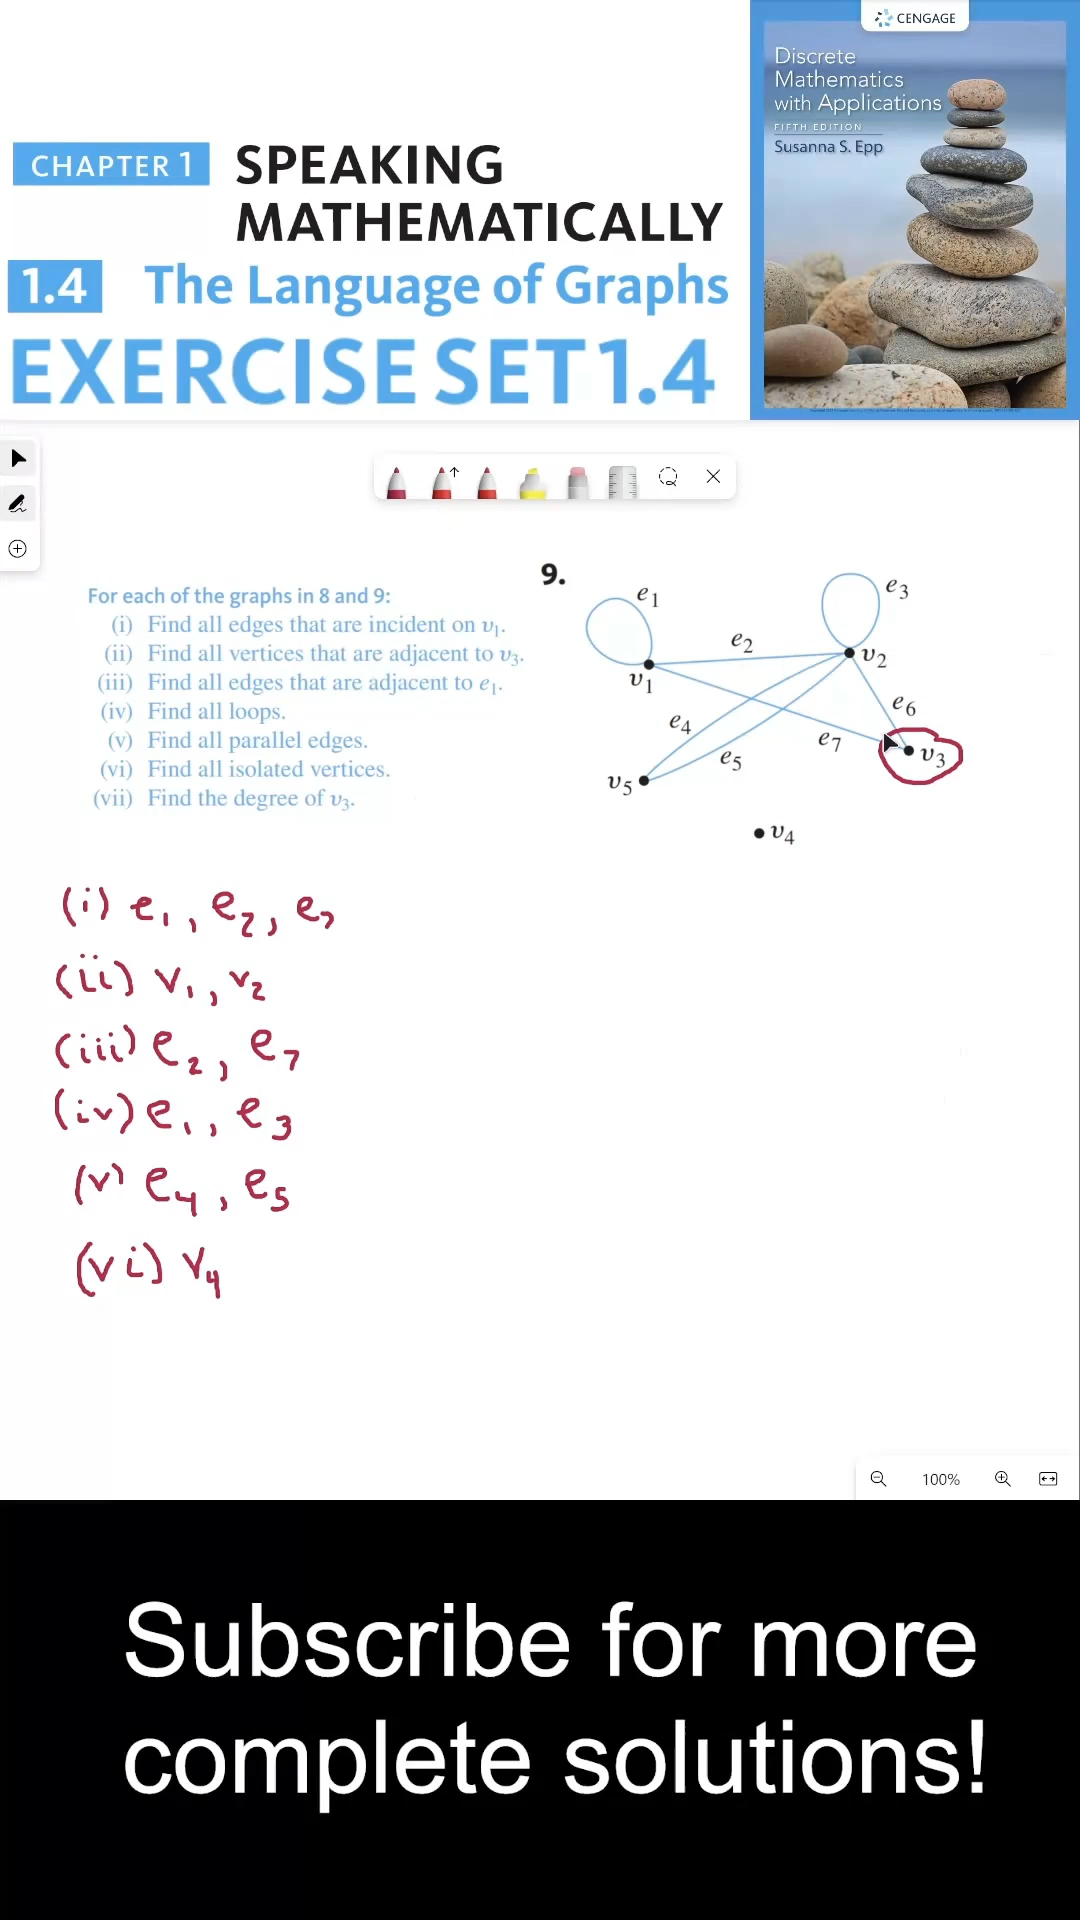 CENGAGE
Discrete
Mathematics
with Applications
FIFTH EDITION
Susanna S. Epp
CHAPTER 1 SPEAKING
MATHEMATICALLY
1.4 The Language of Graphs
EXERCISE SET 1.4
9.
For each of the graphs in 8 and 9:
(i) Find all edges that are incident on v₁.
(ii) Find all vertices that are adjacent to v₃.
(iii) Find all edges that are adjacent to e₁.
(iv) Find all loops.
(v) Find all parallel edges.
(vi) Find all isolated vertices.
(vii) Find the degree of v₃.
e₁
e₃
e₂
v₂
v₁
e₆
e₄
e₇
v₃
e₅
v₅
v₄
(i) e₁, e₂, e₇
(ii) v₁, v₂
(iii) e₂, e₇
(iv) e₁, e₃
(v) e₄, e₅
(vi) v₄
100%
Subscribe for more
complete solutions!